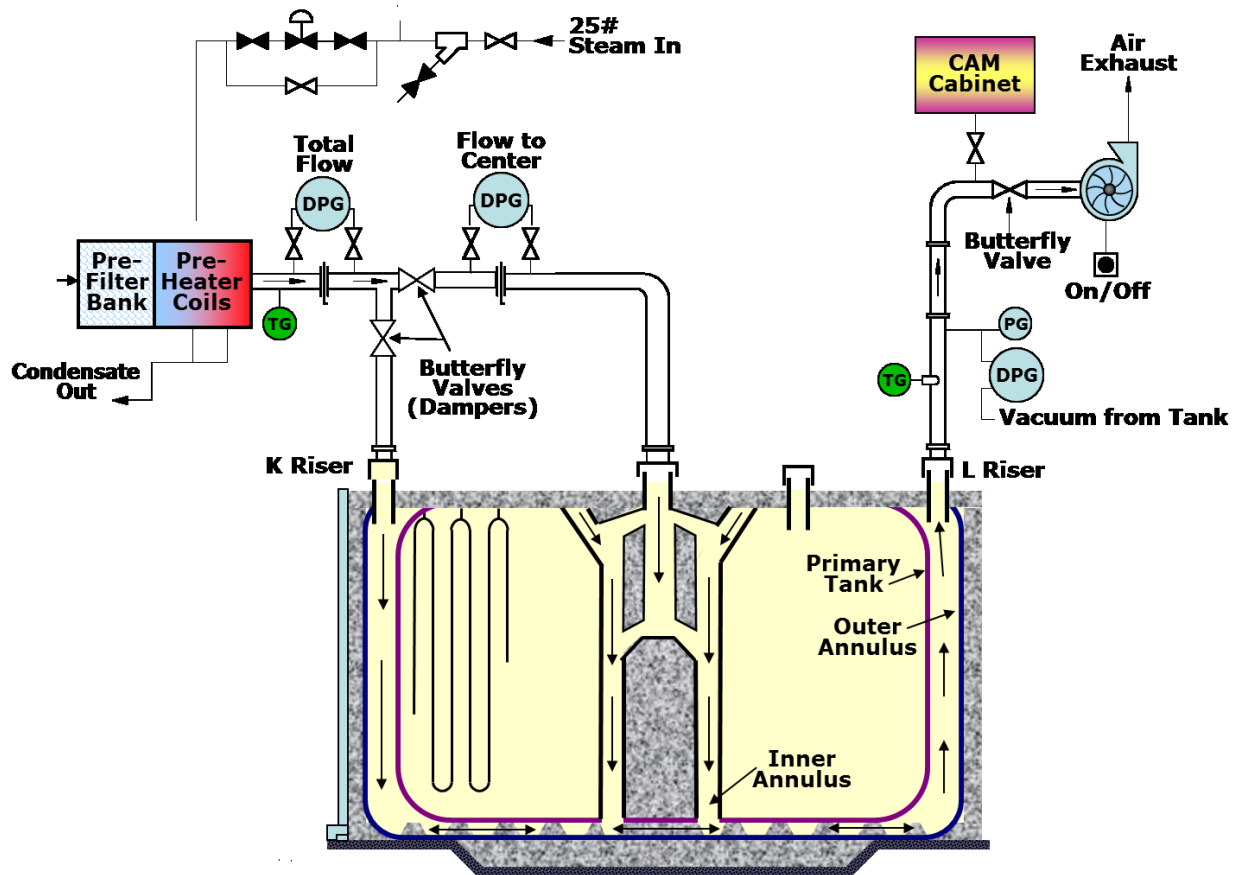 25#
Steam In
Air
Exhaust
CAM
Cabinet
Total
Flow
Flow to
Center
DPG
DPG
Pre-
Filter
Bank
Pre-
Heater
Coils
Butterfly
Valve
On/Off
TG
PG
Condensate
Out
Butterfly
Valves
(Dampers)
TG
DPG
Vacuum from Tank
K Riser
L Riser
Primary
Tank
Outer
Annulus
Inner
Annulus